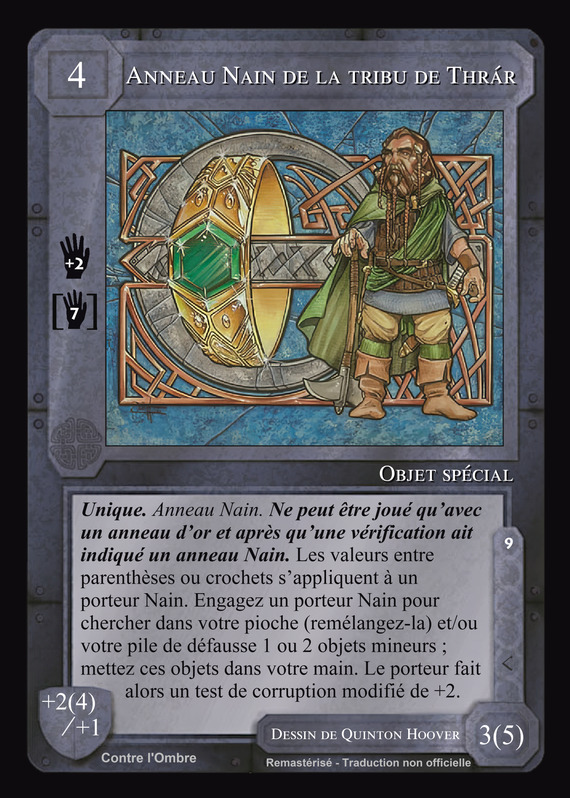 4
Anneau Nain de la tribu de Thrár
+2
[7]
Objet spécial
Unique. Anneau Nain. Ne peut être joué qu’avec
un anneau d’or et après qu’une vérification ait
indiqué un anneau Nain. Les valeurs entre
parenthèses ou crochets s’appliquent à un
porteur Nain. Engagez un porteur Nain pour
chercher dans votre pioche (remélangez-la) et/ou
votre pile de défausse 1 ou 2 objets mineurs ;
mettez ces objets dans votre main. Le porteur fait
alors un test de corruption modifié de +2.
9
+2(4)
/+1
Dessin de Quinton Hoover
3(5)
Contre l'Ombre
Remastérisé - Traduction non officielle